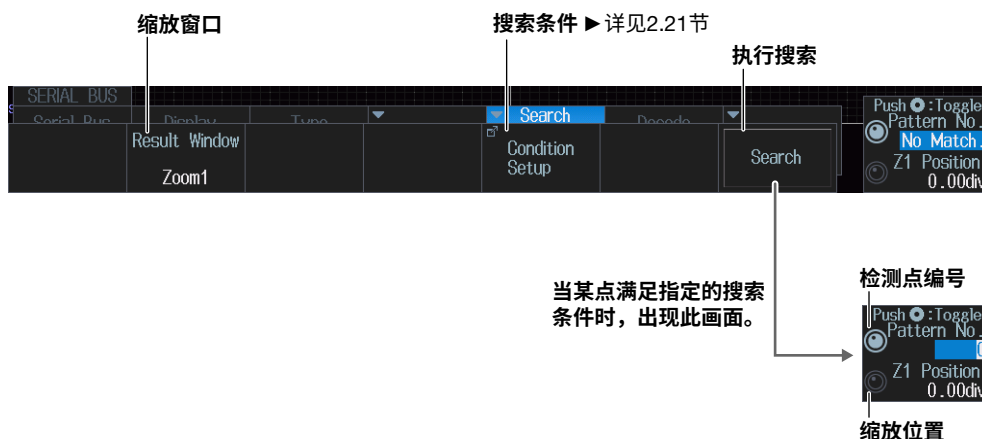 缩放窗口
搜索条件 ▶ 详见2.21节
执行搜索
SERIAL BUS
Serial Bus
Display
Type
Search
Decode
Result Window
Zoom1
Condition
Setup
Search
Push :Toggle
Pattern No.
No Match.
Z1 Position
0.00div
当某点满足指定的搜索
条件时，出现此画面。
检测点编号
Push :Toggle
Pattern No.
Z1 Position
0.00div
缩放位置